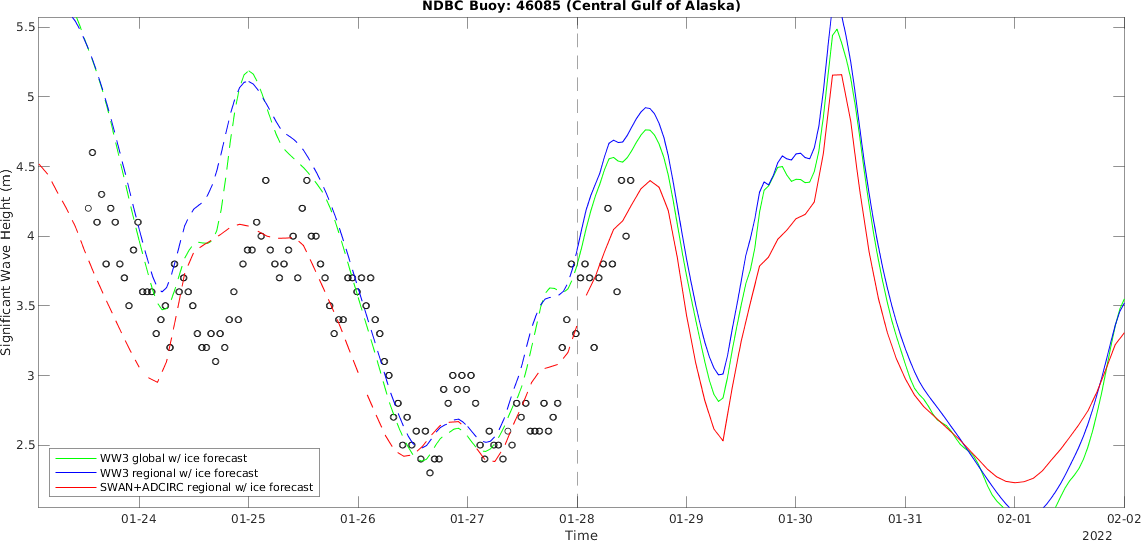 NDBC Buoy: 46085 (Central Gulf of Alaska)
5.5
5
4.5
4
3.5
3
2.5
Significant Wave Height (m)
WW3 global w/ ice forecast
WW3 regional w/ ice forecast
SWAN+ADCIRC regional w/ ice forecast
01-24 01-25 01-26 01-27 01-28 01-29 01-30 01-31 02-01 02-02
Time
2022